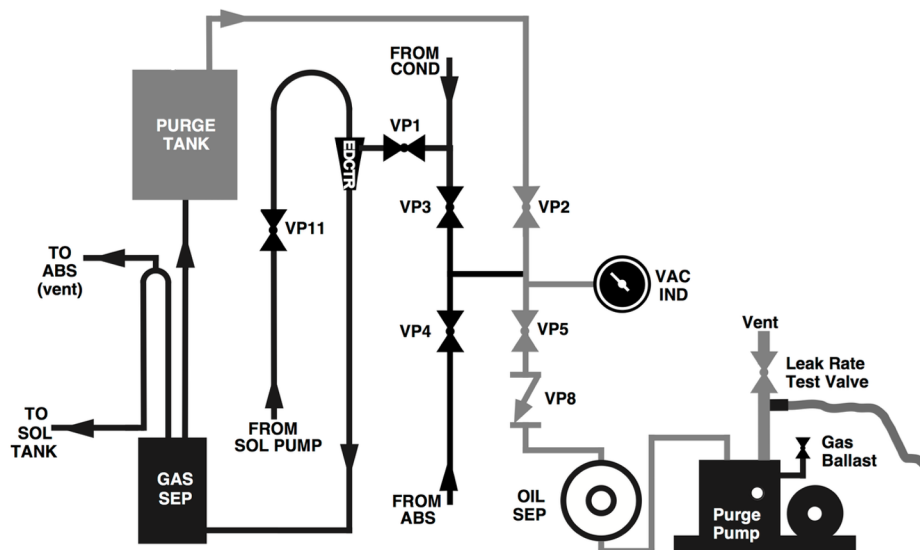 FROM
COND
PURGE
TANK
VP1
EDCTR
VP3
VP2
VP11
TO
ABS
(vent)
VAC
IND
VP4
VP5
Vent
Leak Rate
Test Valve
VP8
TO
SOL
TANK
FROM
SOL PUMP
Gas
Ballast
GAS
SEP
FROM
ABS
OIL
SEP
Purge
Pump